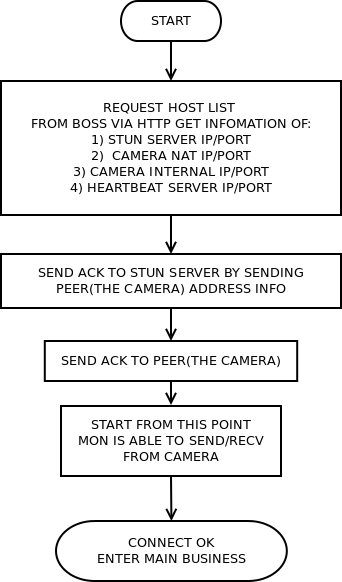 START
REQUEST HOST LIST
FROM BOSS VIA HTTP GET INFOMATION OF:
1) STUN SERVER IP/PORT
2) CAMERA NAT IP/PORT
3) CAMERA INTERNAL IP/PORT
4) HEARTBEAT SERVER IP/PORT
SEND ACK TO STUN SERVER BY SENDING
PEER(THE CAMERA) ADDRESS INFO
SEND ACK TO PEER(THE CAMERA)
START FROM THIS POINT
MON IS ABLE TO SEND/RECV
FROM CAMERA
CONNECT OK
ENTER MAIN BUSINESS